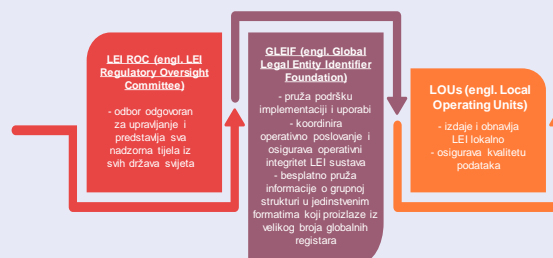 LEI ROC (engl. LEI
Regulatory Oversight
Committee)
- odbor odgovoran
za upravljanje i
predstavlja sva
nadzorna tijela iz
svih država svijeta
GLEIF (engl. Global
Legal Entity Identifier
Foundation)
- pruža podršku
implementaciji i uporabi
- koordinira
operativno poslovanje i
osigurava operativni
integritet LEI sustava
- besplatno pruža
informacije o grupnoj
strukturi u jedinstvenim
formatima koji proizlaze iz
velikog broja globalnih
registara
LOUs (engl. Local
Operating Units)
- izdaje i obnavlja
LEI lokalno
- osigurava kvalitetu
podataka